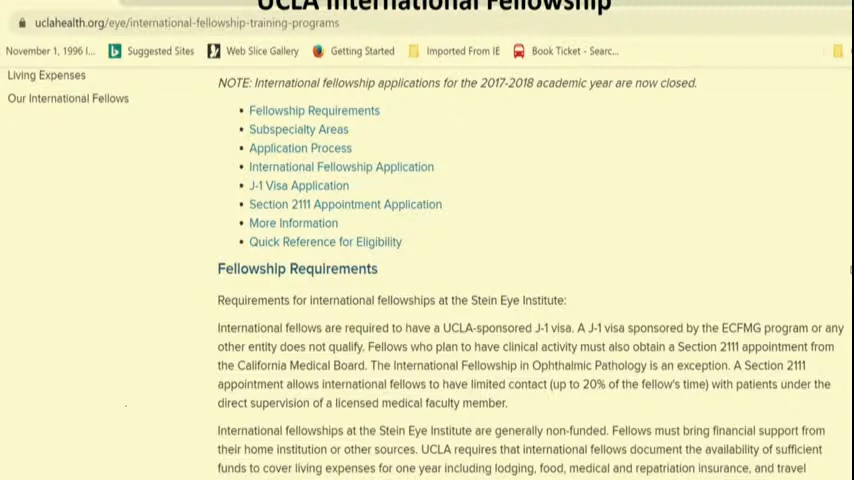 UCLA International Fellowship
uclahealth.org/eye/international-fellowship-training-programs
November 1, 1996 I... Suggested Sites Web Slice Gallery Getting Started Imported From IE Book Ticket - Searc...
Living Expenses
Our International Fellows
NOTE: International fellowship applications for the 2017-2018 academic year are now closed.
• Fellowship Requirements
• Subspecialty Areas
• Application Process
• International Fellowship Application
• J-1 Visa Application
• Section 2111 Appointment Application
• More Information
• Quick Reference for Eligibility
Fellowship Requirements
Requirements for international fellowships at the Stein Eye Institute:
International fellows are required to have a UCLA-sponsored J-1 visa. A J-1 visa sponsored by the ECFMG program or any
other entity does not qualify. Fellows who plan to have clinical activity must also obtain a Section 2111 appointment from
the California Medical Board. The International Fellowship in Ophthalmic Pathology is an exception. A Section 2111
appointment allows international fellows to have limited contact (up to 20% of the fellow's time) with patients under the
direct supervision of a licensed medical faculty member.
International fellowships at the Stein Eye Institute are generally non-funded. Fellows must bring financial support from
their home institution or other sources. UCLA requires that international fellows document the availability of sufficient
funds to cover living expenses for one year including lodging, food, medical and repatriation insurance, and travel